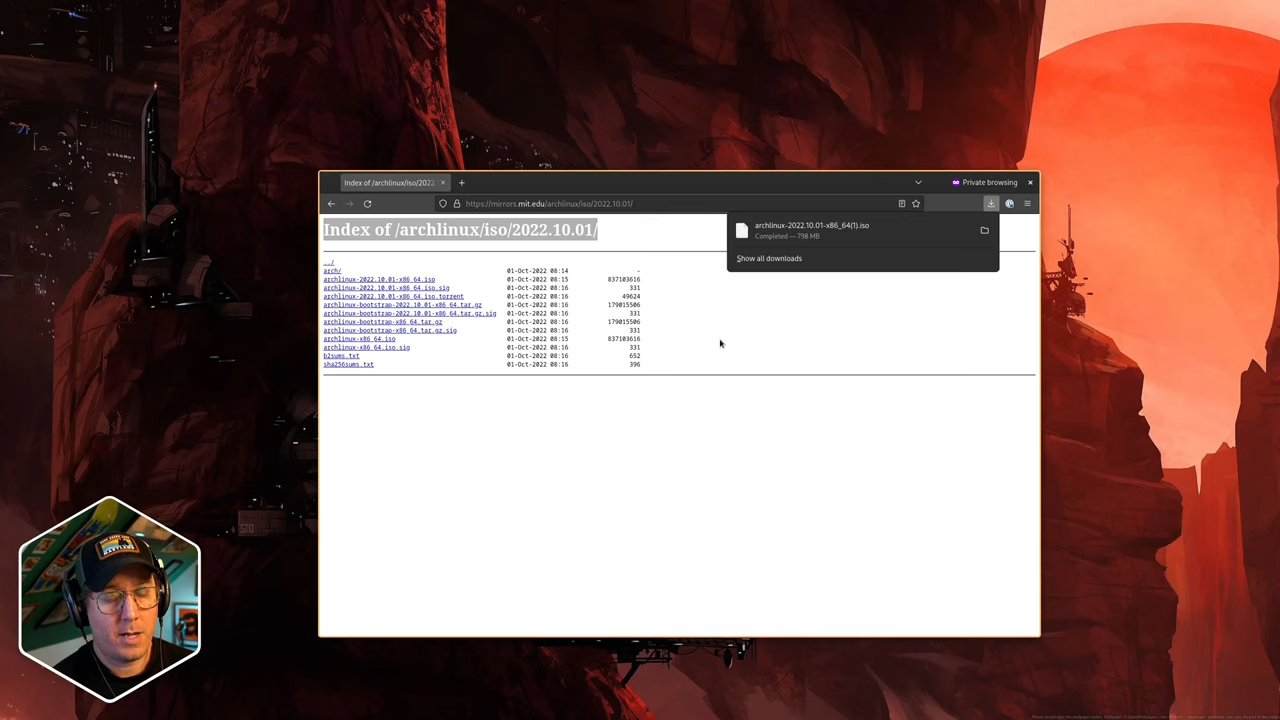 Index of /archlinux/iso/2022
Private browsing
https://mirrors.mit.edu/archlinux/iso/2022.10.01/
Index of /archlinux/iso/2022.10.01/
archlinux-2022.10.01-x86_64(1).iso
Completed — 798 MB
Show all downloads
../
arch/ 01-Oct-2022 08:14 -
archlinux-2022.10.01-x86_64.iso 01-Oct-2022 08:15 837103616
archlinux-2022.10.01-x86_64.iso.sig 01-Oct-2022 08:16 331
archlinux-2022.10.01-x86_64.iso.torrent 01-Oct-2022 08:16 49624
archlinux-bootstrap-2022.10.01-x86_64.tar.gz 01-Oct-2022 08:16 179015506
archlinux-bootstrap-2022.10.01-x86_64.tar.gz.sig 01-Oct-2022 08:16 331
archlinux-bootstrap-x86_64.tar.gz 01-Oct-2022 08:16 179015506
archlinux-bootstrap-x86_64.tar.gz.sig 01-Oct-2022 08:16 331
archlinux-x86_64.iso 01-Oct-2022 08:15 837103616
archlinux-x86_64.iso.sig 01-Oct-2022 08:16 331
b2sums.txt 01-Oct-2022 08:16 652
sha256sums.txt 01-Oct-2022 08:16 396